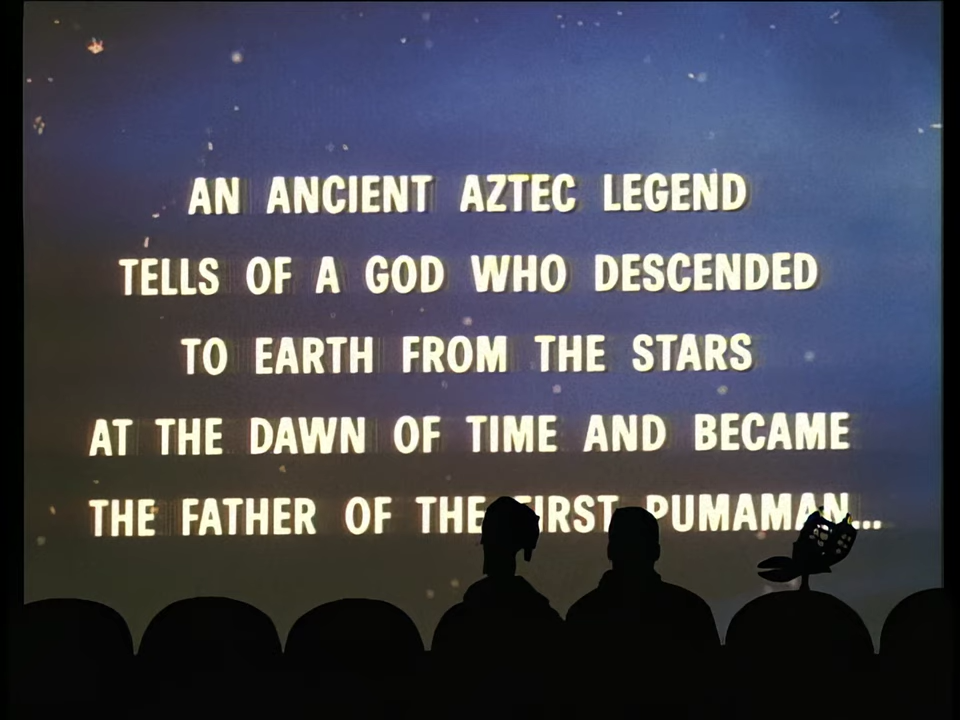 AN ANCIENT AZTEC LEGEND
TELLS OF A GOD WHO DESCENDED
TO EARTH FROM THE STARS
AT THE DAWN OF TIME AND BECAME
THE FATHER OF THE FIRST PUMAMAN...